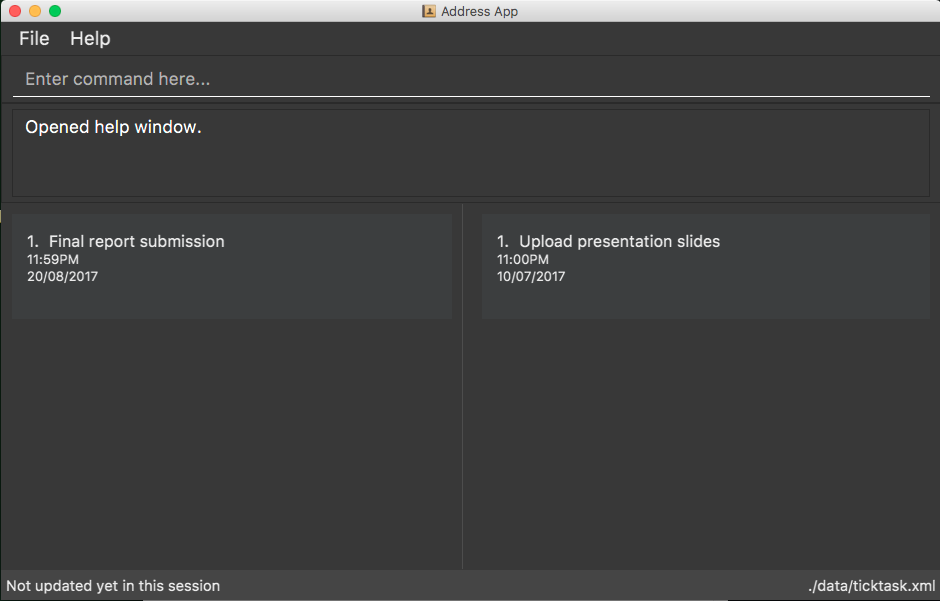 Address App
File Help
Enter command here...
Opened help window.
1. Final report submission
11:59PM
20/08/2017
1. Upload presentation slides
11:00PM
10/07/2017
Not updated yet in this session
./data/ticktask.xml